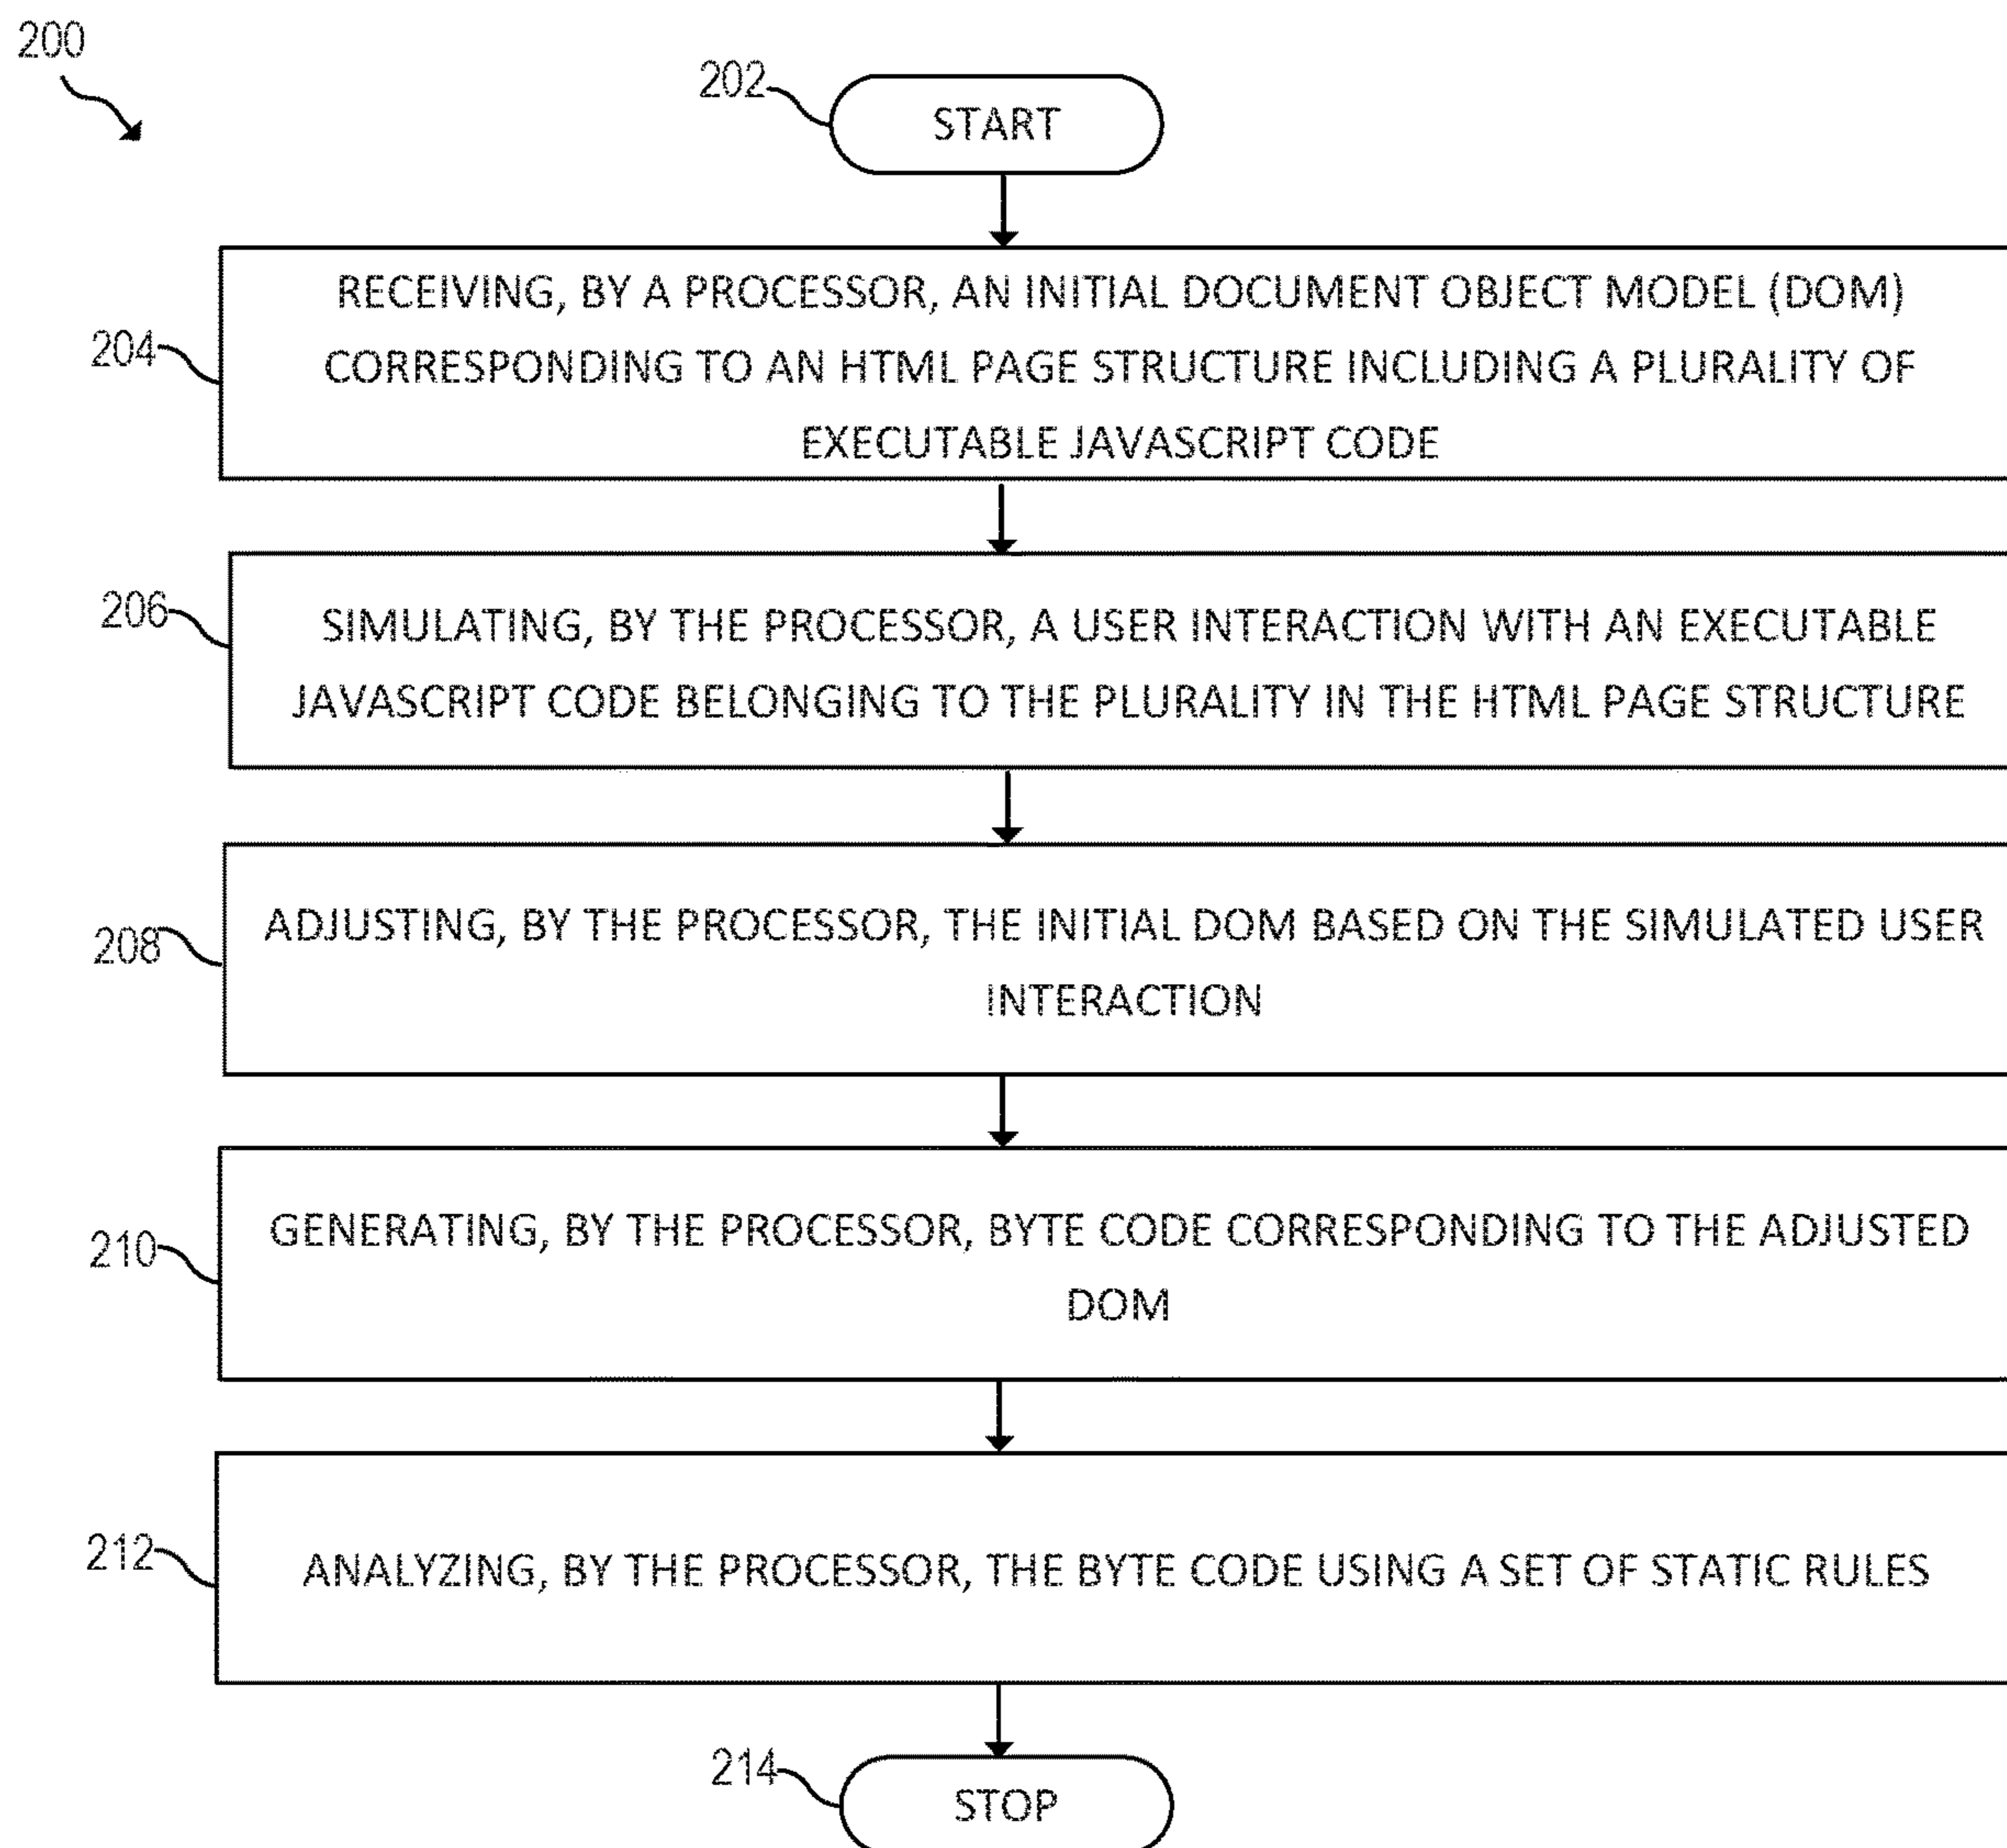 200
202
START
RECEIVING, BY A PROCESSOR, AN INITIAL DOCUMENT OBJECT MODEL (DOM)
204
CORRESPONDING TO AN HTML PAGE STRUCTURE INCLUDING A PLURALITY OF
EXECUTABLE JAVASCRIPT CODE
206
SIMULATING, BY THE PROCESSOR, A USER INTERACTION WITH AN EXECUTABLE
JAVASCRIPT CODE BELONGING TO THE PLURALITY IN THE HTML PAGE STRUCTURE
208
ADJUSTING, BY THE PROCESSOR, THE INITIAL DOM BASED ON THE SIMULATED USER
INTERACTION
210
GENERATING, BY THE PROCESSOR, BYTE CODE CORRESPONDING TO THE ADJUSTED
DOM
212
ANALYZING, BY THE PROCESSOR, THE BYTE CODE USING A SET OF STATIC RULES
214
STOP